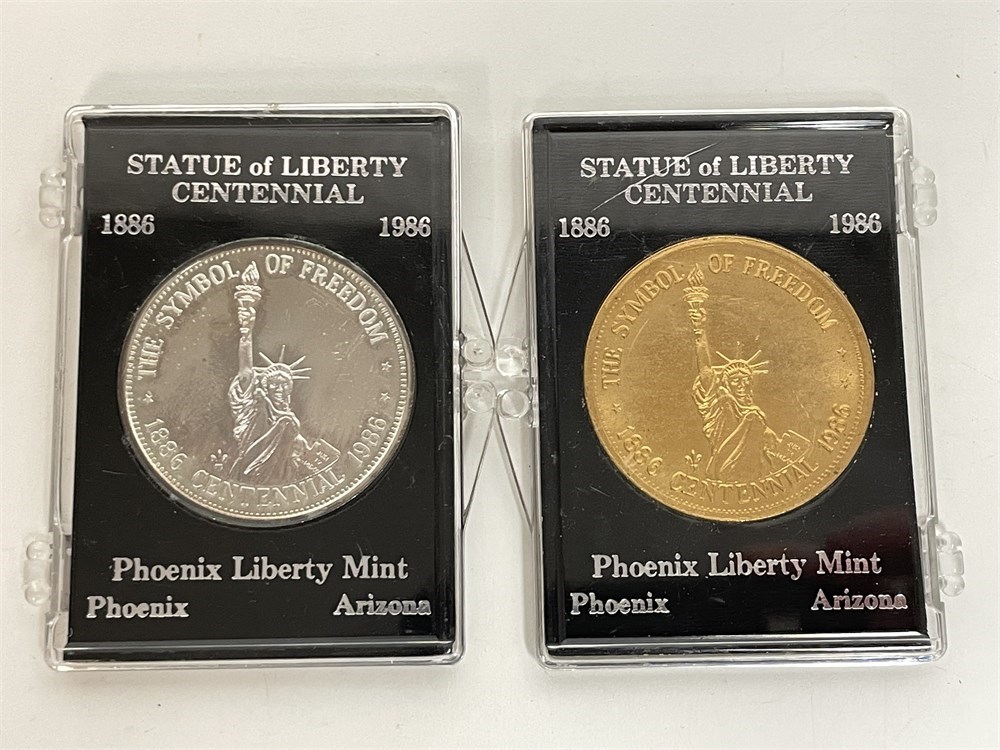 STATUE of LIBERTY
CENTENNIAL
1886 1986
THE SYMBOL OF FREEDOM
1886 CENTENNIAL 1986
Phoenix Liberty Mint
Phoenix Arizona
STATUE of LIBERTY
CENTENNIAL
1886 1986
THE SYMBOL OF FREEDOM
1886 CENTENNIAL 1986
Phoenix Liberty Mint
Phoenix Arizona